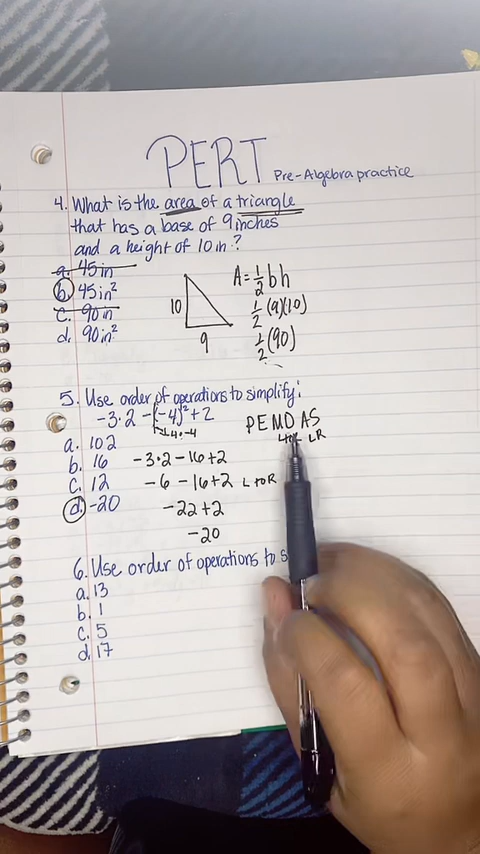 PERT Pre-Algebra practice
4. What is the area of a triangle
that has a base of 9 inches
and a height of 10 in?
a. 45 in
b. 45 in²
c. 90 in
d. 90 in²
10
9
A = 1/2 bh
1/2 (9)(10)
1/2 (90)
5. Use order of operations to simplify:
-3·2 -(-4)² + 2
-4·-4
PEMDAS
L R
a. 102
b. 16
c. 12
d. -20
-3·2 - 16 + 2
-6 - 16 + 2 L to R
-22 + 2
-20
6. Use order of operations to s
a. 13
b. 1
c. 5
d. 17